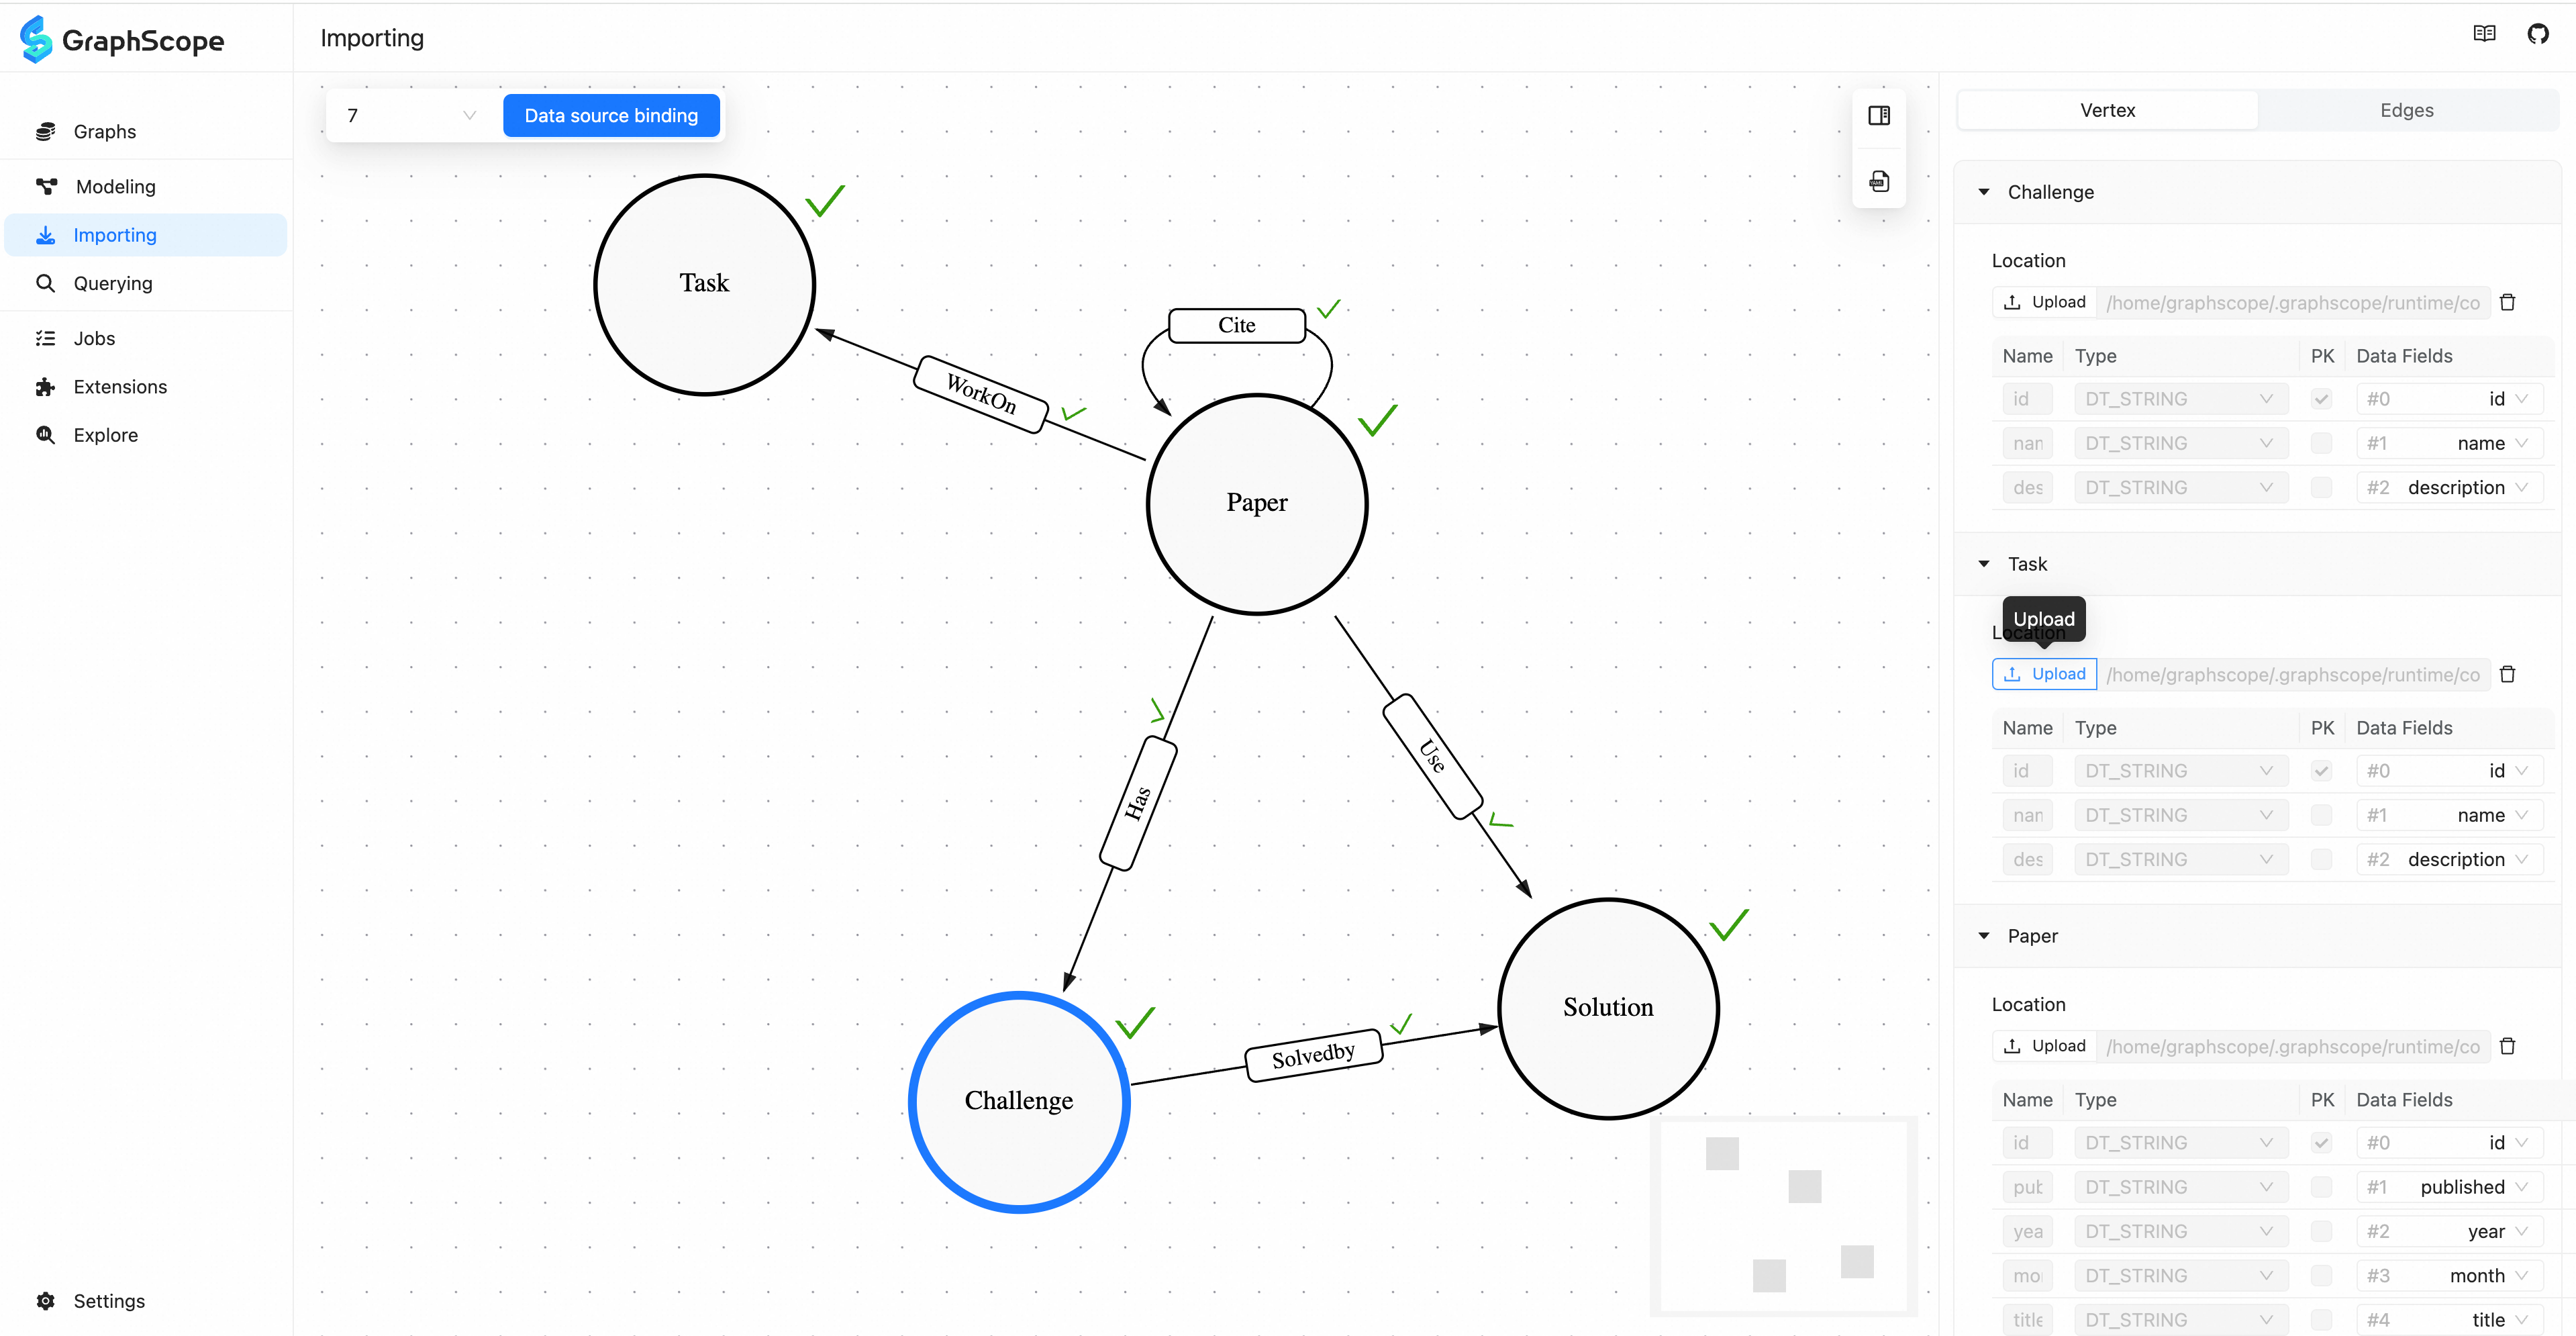 GraphScope
Importing
Graphs
Modeling
Importing
Querying
Jobs
Extensions
Explore
Settings
7
Data source binding
Task
Cite
WorkOn
Paper
Has
Use
Challenge
Solvedby
Solution
Vertex Edges
Challenge
Location
Upload /home/graphscope/.graphscope/runtime/co
Name Type PK Data Fields
id DT_STRING #0 id
nar DT_STRING #1 name
des DT_STRING #2 description
Task
Upload
Location
Upload /home/graphscope/.graphscope/runtime/co
Name Type PK Data Fields
id DT_STRING #0 id
nar DT_STRING #1 name
des DT_STRING #2 description
Paper
Location
Upload /home/graphscope/.graphscope/runtime/co
Name Type PK Data Fields
id DT_STRING #0 id
pub DT_STRING #1 published
yea DT_STRING #2 year
mo DT_STRING #3 month
title DT_STRING #4 title